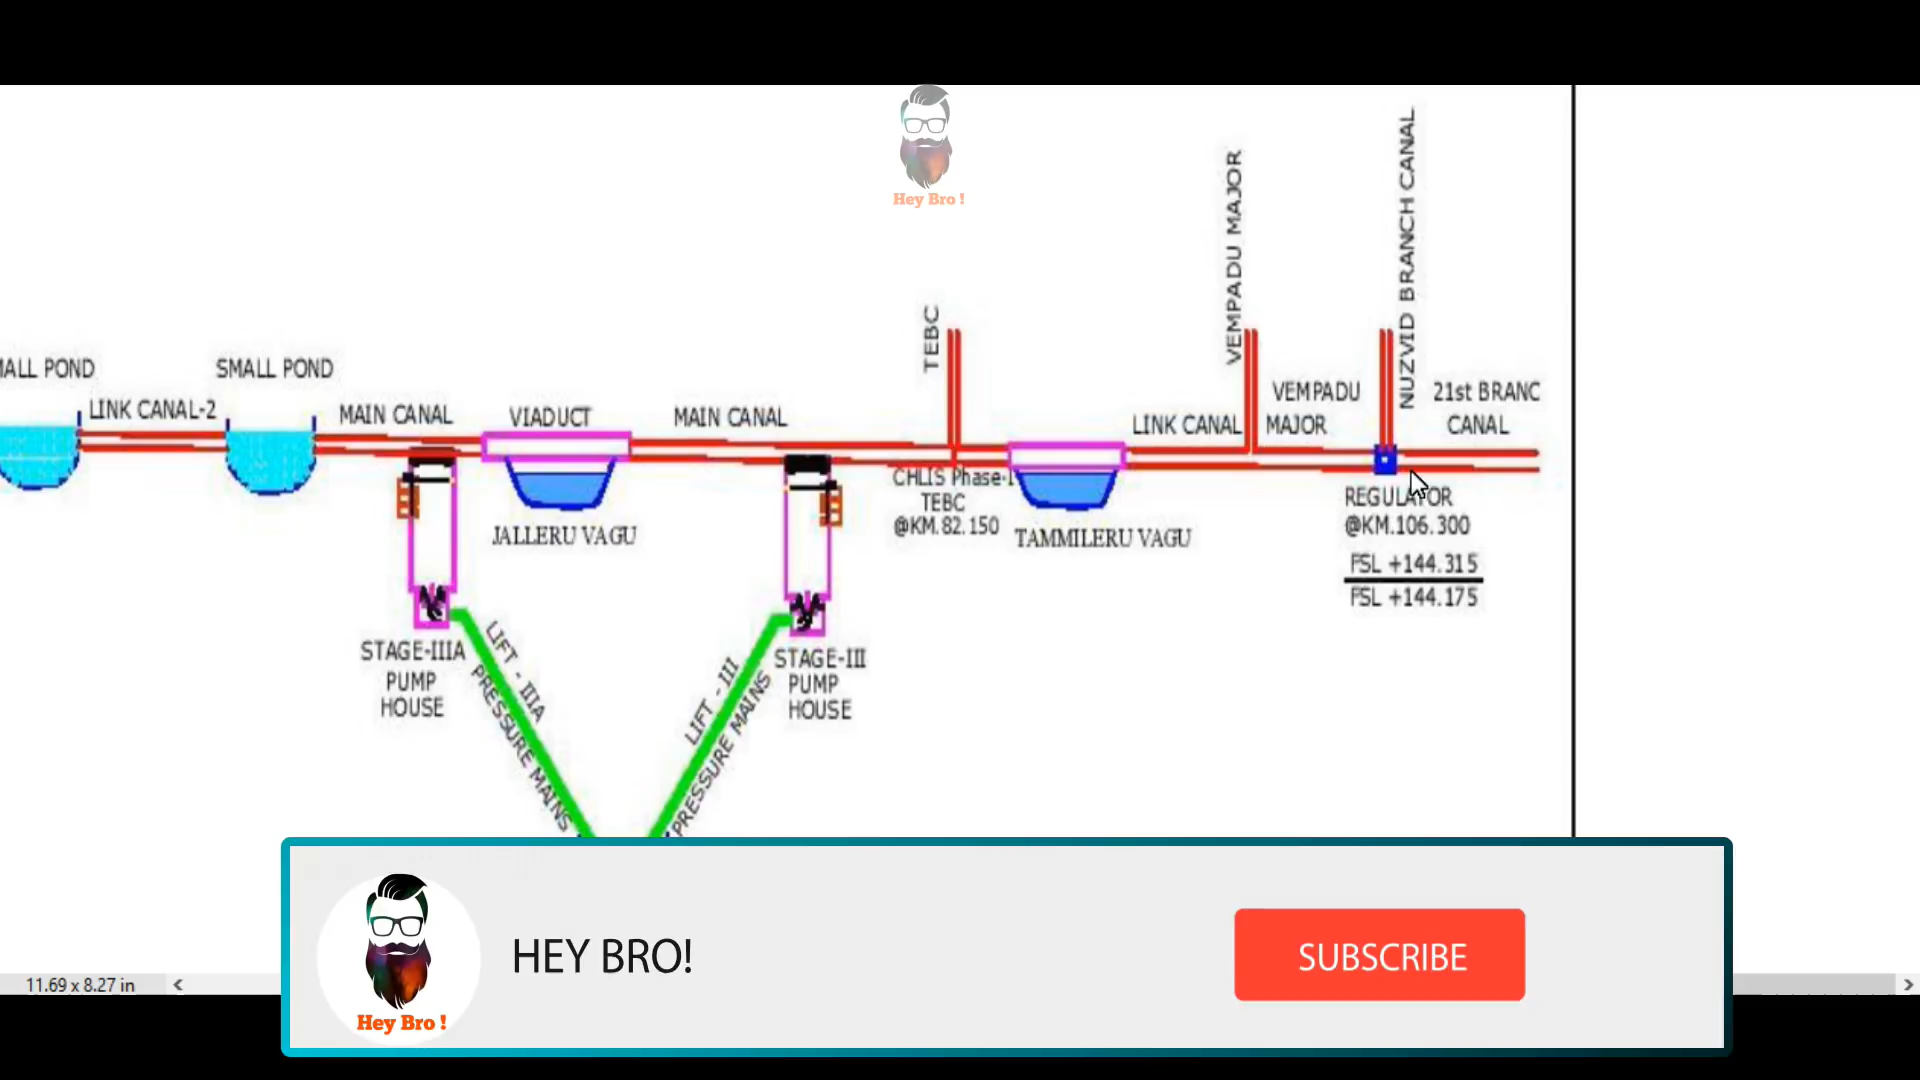 Hey Bro !
VEMPADU MAJOR
NUZVID BRANCH CANAL
TEBC
SMALL POND
LINK CANAL-2
MAIN CANAL
VIADUCT
MAIN CANAL
LINK CANAL
VEMPADU
MAJOR
21st BRANC
CANAL
ALL POND
JALLERU VAGU
CHLIS Phase-I
TEBC
@KM.82.150
TAMMILERU VAGU
REGULATOR
@KM.106.300
FSL +144.315
FSL +144.175
STAGE-IIIA
PUMP
HOUSE
LIFT - IIIA
PRESSURE MAINS
LIFT - III
PRESSURE MAINS
STAGE-III
PUMP
HOUSE
11.69 x 8.27 in
Hey Bro !
HEY BRO!
SUBSCRIBE